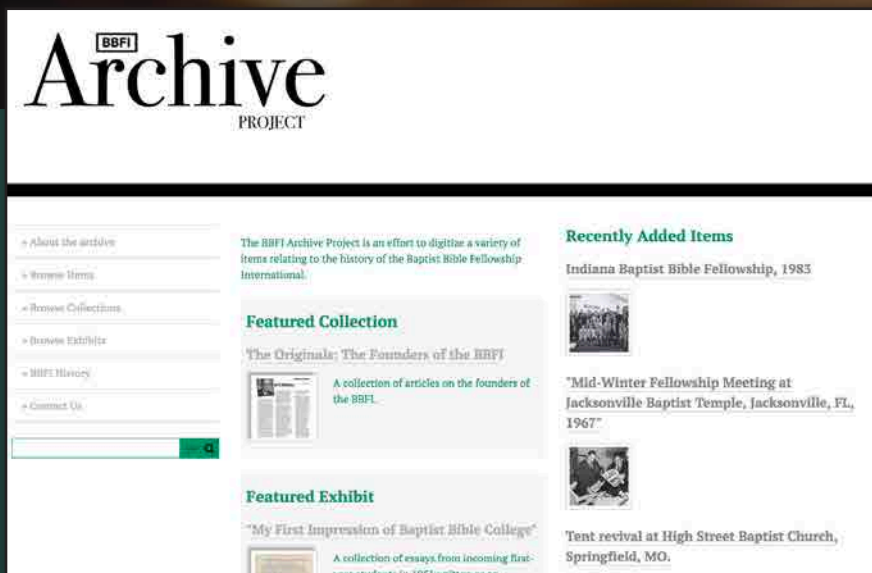 BBFI
Archive
PROJECT
» About the archive
» Browse Items
» Browse Collections
» Browse Exhibits
» BBFI History
» Contact Us
The BBFI Archive Project is an effort to digitize a variety of
items relating to the history of the Baptist Bible Fellowship
International.
Featured Collection
The Originals: The Founders of the BBFI
A collection of articles on the founders of
the BBFI.
Featured Exhibit
"My First Impression of Baptist Bible College"
A collection of essays from incoming first-
Recently Added Items
Indiana Baptist Bible Fellowship, 1983
"Mid-Winter Fellowship Meeting at
Jacksonville Baptist Temple, Jacksonville, FL,
1967"
Tent revival at High Street Baptist Church,
Springfield, MO.